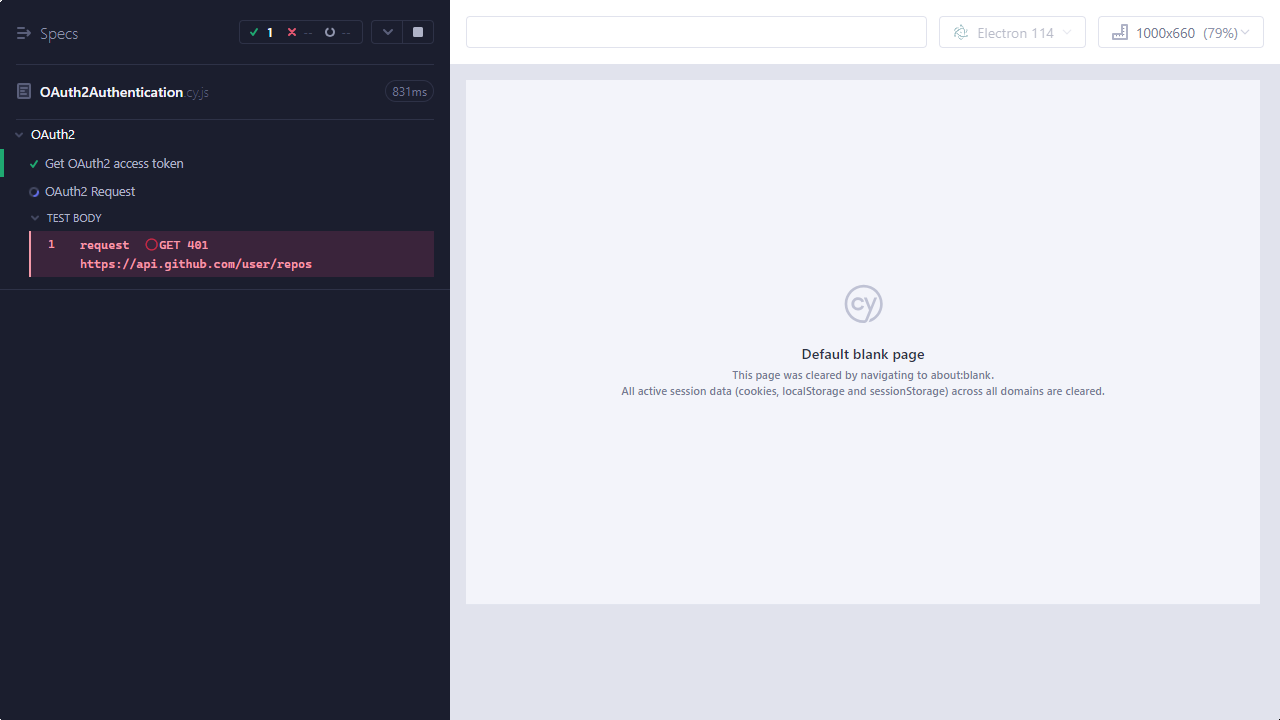 Specs
1 -- --
OAuth2Authentication.cy.js
831ms
OAuth2
Get OAuth2 access token
OAuth2 Request
TEST BODY
1 request GET 401
https://api.github.com/user/repos
Electron 114
1000x660 (79%)
cy
Default blank page
This page was cleared by navigating to about:blank.
All active session data (cookies, localStorage and sessionStorage) across all domains are cleared.